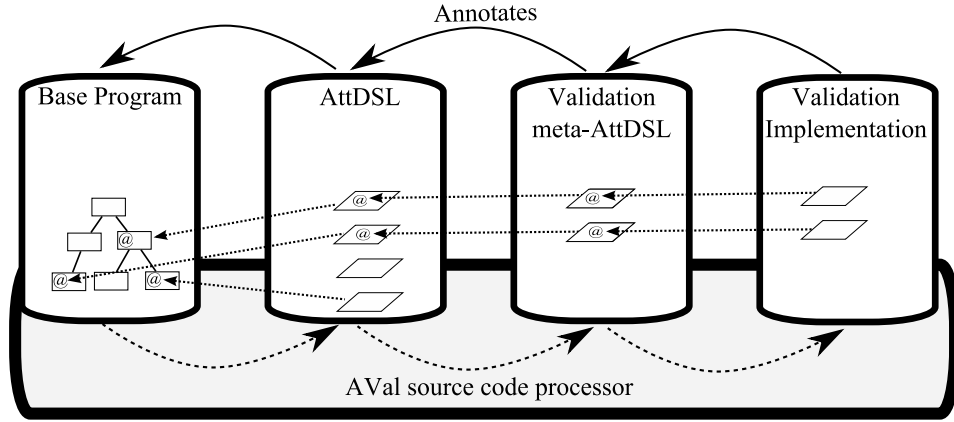 Annotates
Base Program
AttDSL
Validation
meta-AttDSL
Validation
Implementation
@
@
@
@
@
@
@
AVal source code processor